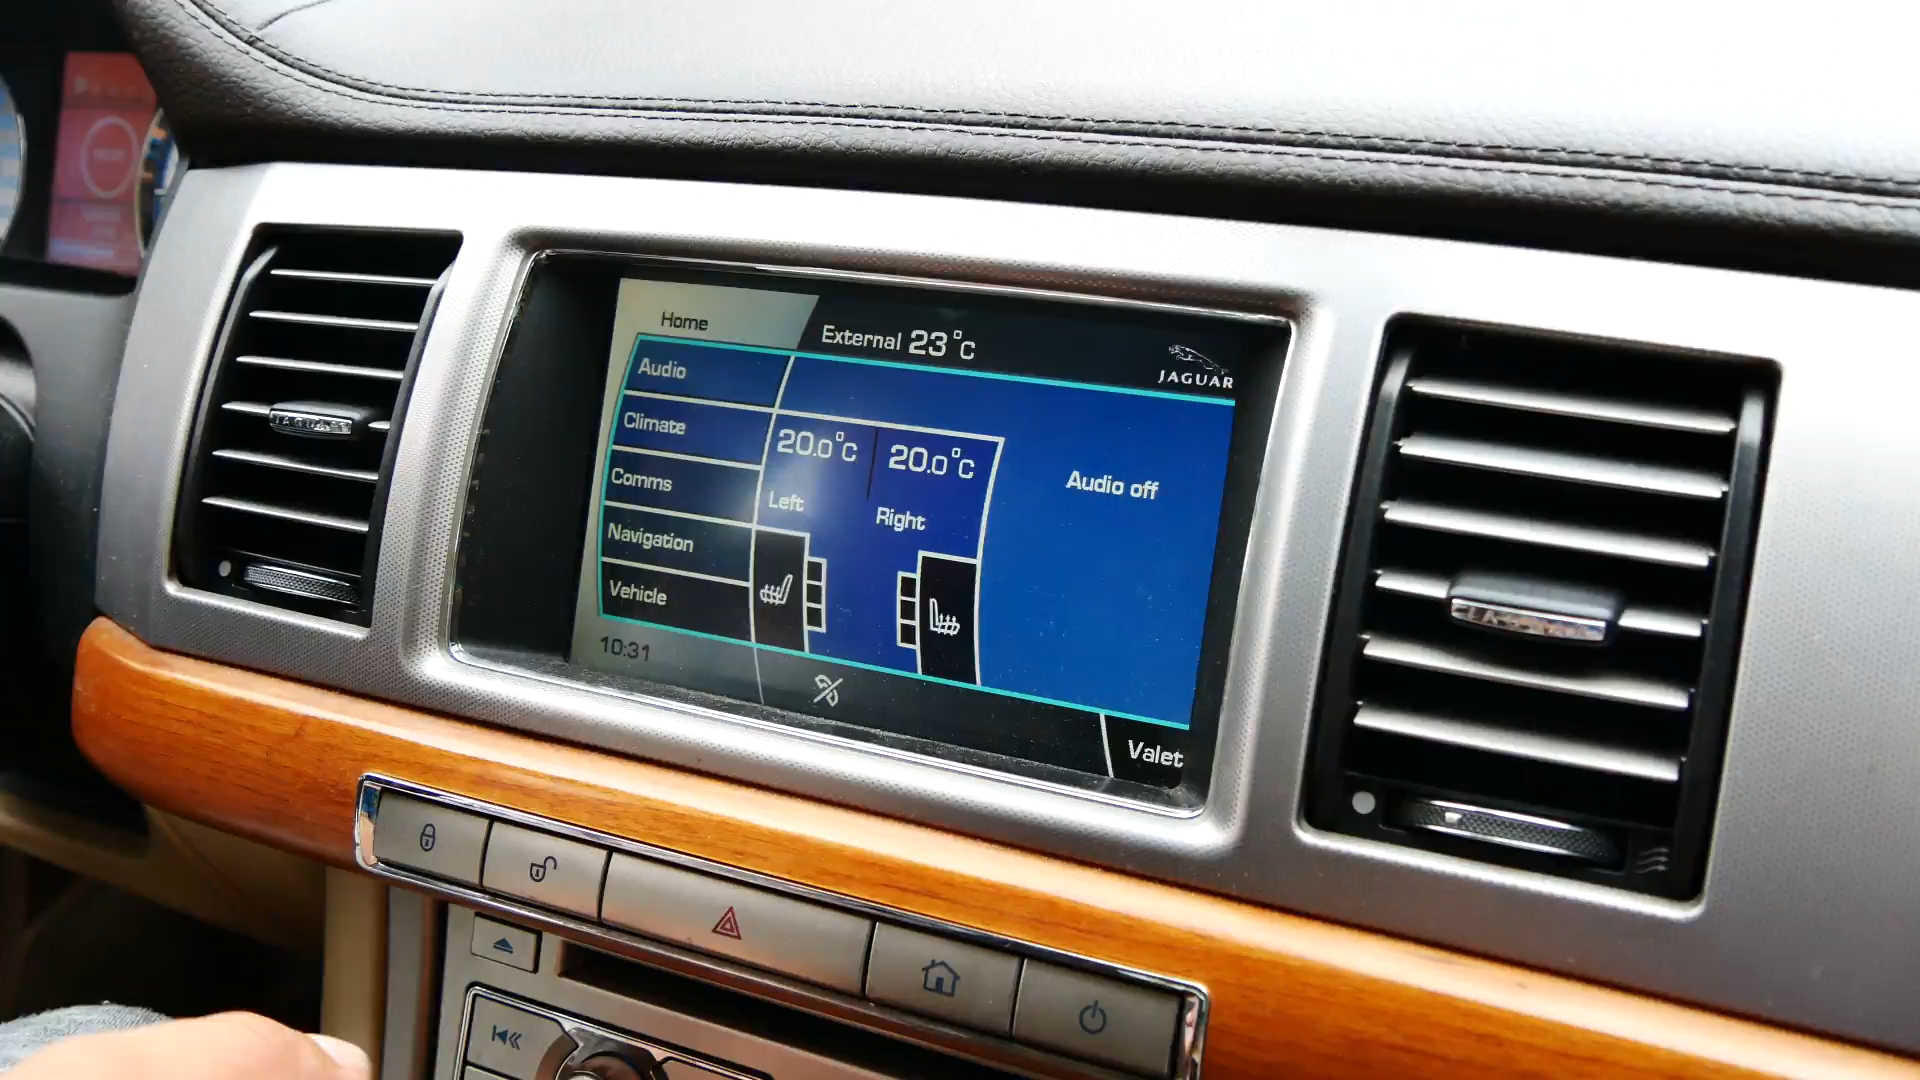 Home
External 23°C
JAGUAR
Audio
Climate
20.0°C
20.0°C
Audio off
Comms
Left
Right
Navigation
Vehicle
10:31
Valet
JAGUAR